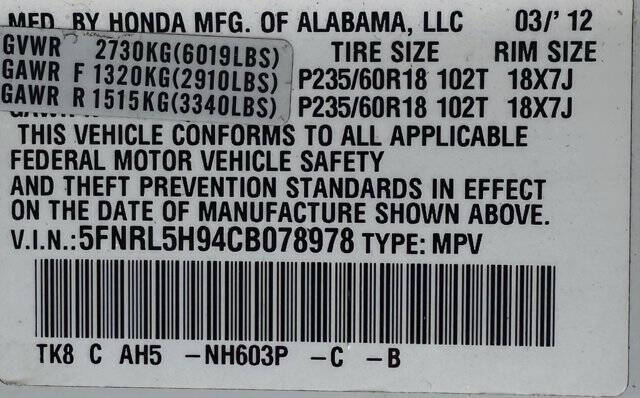 MFD. BY HONDA MFG. OF ALABAMA, LLC 03/'12
GVWR 2730KG(6019LBS) TIRE SIZE RIM SIZE
GAWR F 1320KG(2910LBS) P235/60R18 102T 18X7J
GAWR R 1515KG(3340LBS) P235/60R18 102T 18X7J
THIS VEHICLE CONFORMS TO ALL APPLICABLE
FEDERAL MOTOR VEHICLE SAFETY
AND THEFT PREVENTION STANDARDS IN EFFECT
ON THE DATE OF MANUFACTURE SHOWN ABOVE.
V.I.N.:5FNRL5H94CB078978 TYPE: MPV
TK8 C AH5 -NH603P -C -B